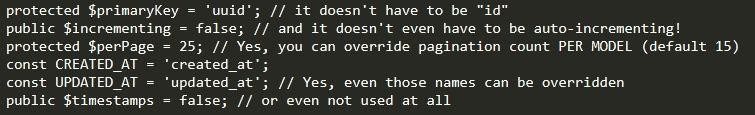 protected $primaryKey = 'uuid'; // it doesn't have to be "id"
public $incrementing = false; // and it doesn't even have to be auto-incrementing!
protected $perPage = 25; // Yes, you can override pagination count PER MODEL (default 15)
const CREATED_AT = 'created_at';
const UPDATED_AT = 'updated_at'; // Yes, even those names can be overridden
public $timestamps = false; // or even not used at all